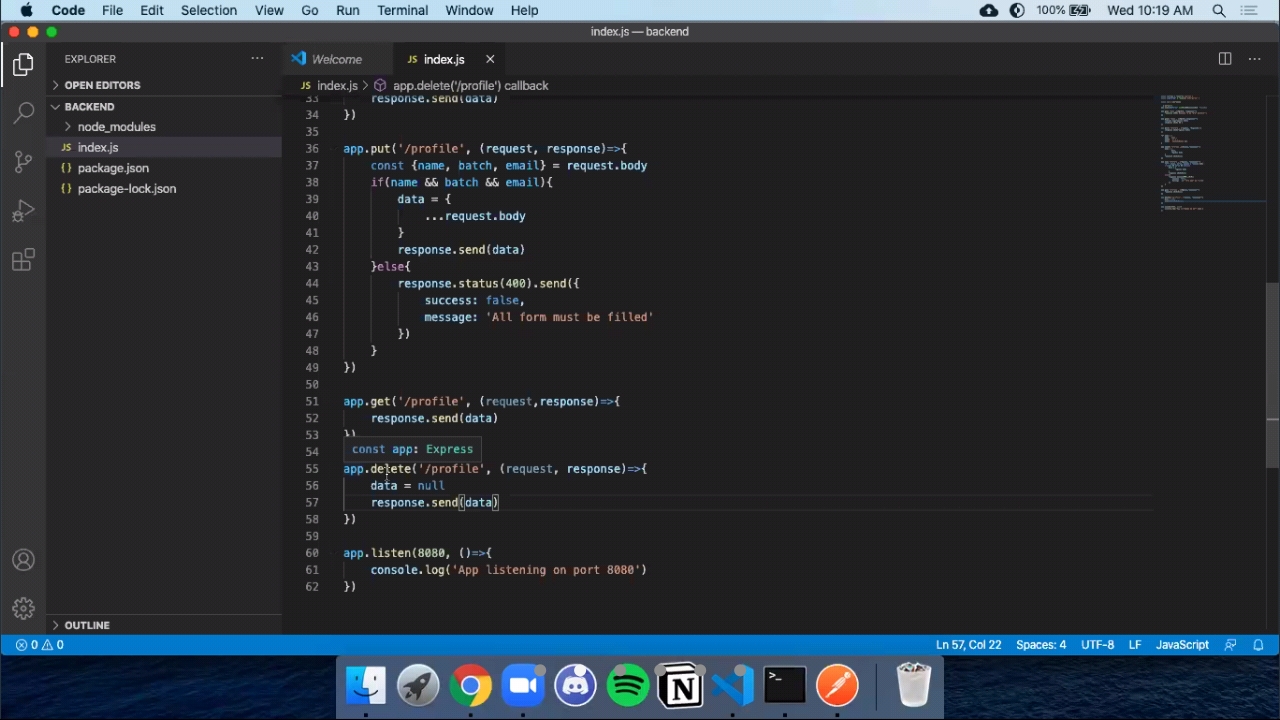 Code File Edit Selection View Go Run Terminal Window Help 100% Wed 10:19 AM
index.js — backend
EXPLORER
Welcome
JS index.js
OPEN EDITORS
JS index.js > app.delete('/profile') callback
BACKEND
node_modules
JS index.js
package.json
package-lock.json
33 response.send(data)
34 })
35
36 app.put('/profile', (request, response)=>{
37 const {name, batch, email} = request.body
38 if(name && batch && email){
39 data = {
40 ...request.body
41 }
42 response.send(data)
43 }else{
44 response.status(400).send({
45 success: false,
46 message: 'All form must be filled'
47 })
48 }
49 })
50
51 app.get('/profile', (request,response)=>{
52 response.send(data)
53 })
const app: Express
54
55 app.delete('/profile', (request, response)=>{
56 data = null
57 response.send(data)
58 })
59
60 app.listen(8080, ()=>{
61 console.log('App listening on port 8080')
62 })
OUTLINE
0 0 Ln 57, Col 22 Spaces: 4 UTF-8 LF JavaScript